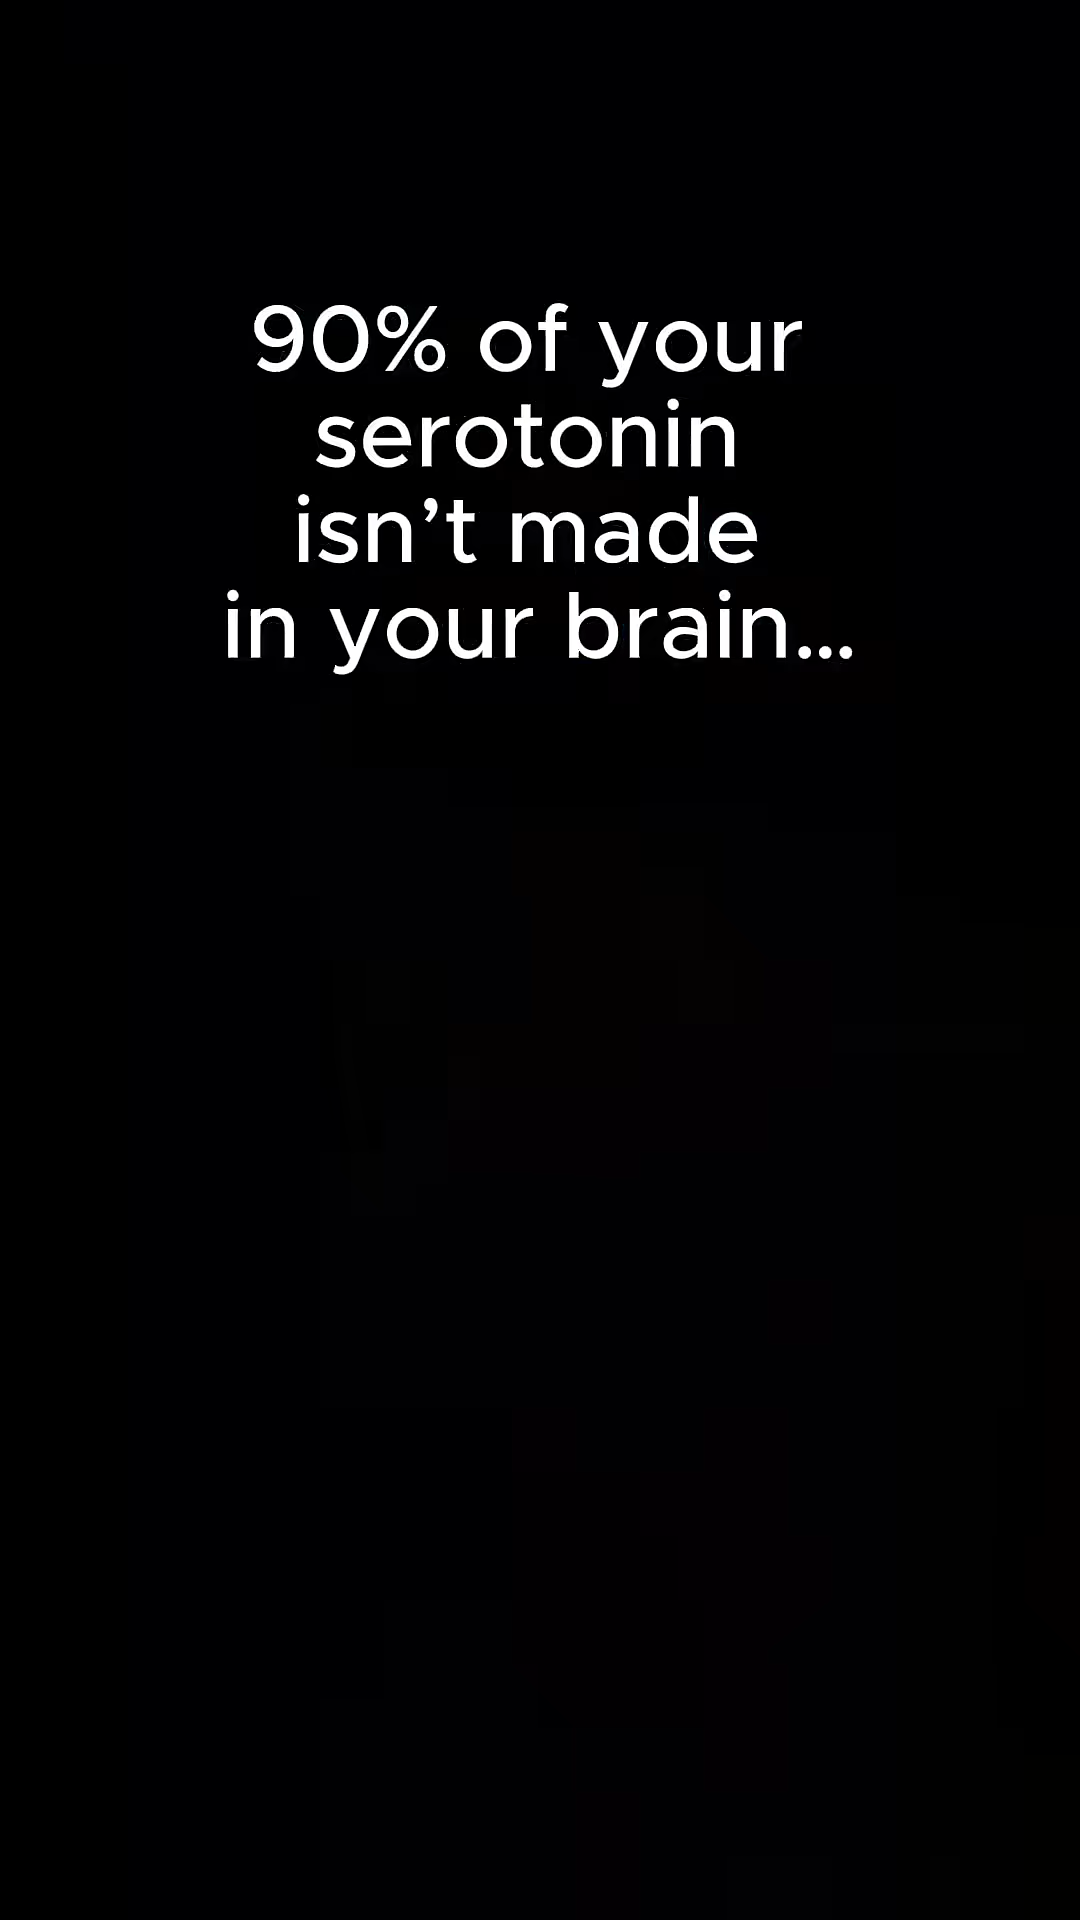 90% of your
serotonin
isn’t made
in your brain...